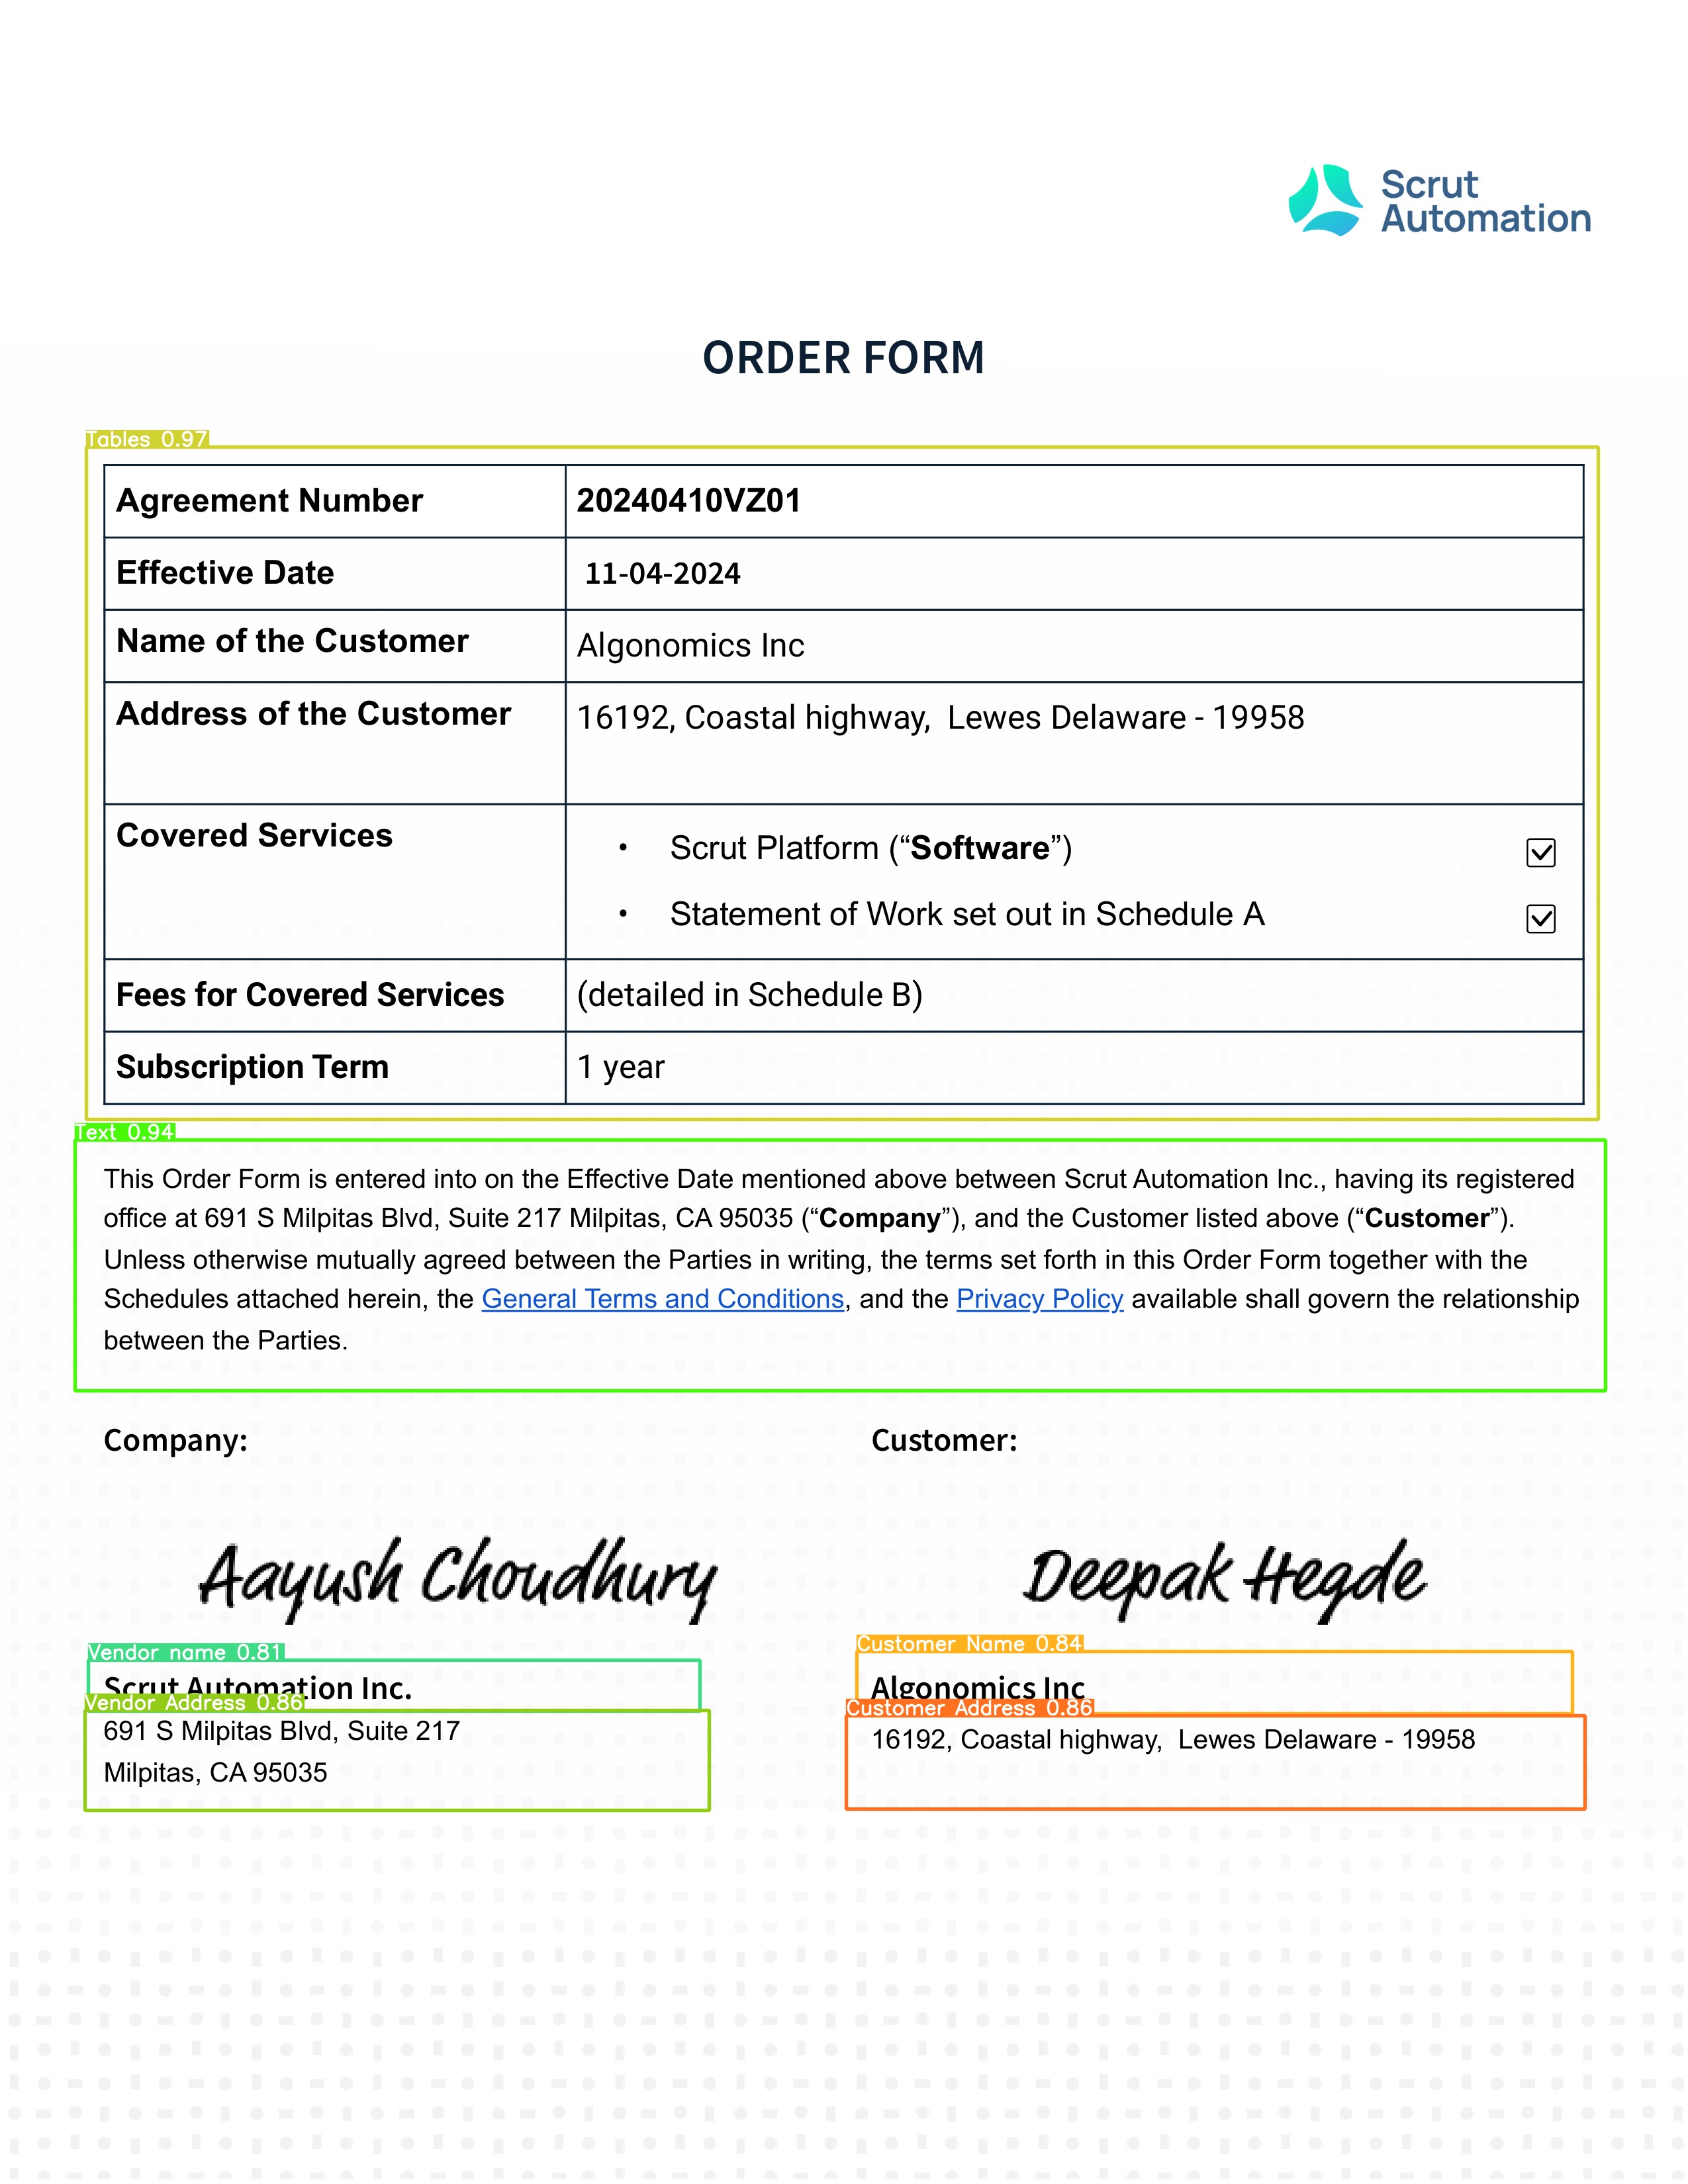 Scrut
Automation
ORDER FORM
Tables 0.97
Agreement Number 20240410VZ01
Effective Date 11-04-2024
Name of the Customer Algonomics Inc
Address of the Customer 16192, Coastal highway,  Lewes Delaware - 19958
Covered Services • Scrut Platform (“Software”) ☑
• Statement of Work set out in Schedule A ☑
Fees for Covered Services (detailed in Schedule B)
Subscription Term 1 year
Text 0.94
This Order Form is entered into on the Effective Date mentioned above between Scrut Automation Inc., having its registered
office at 691 S Milpitas Blvd, Suite 217 Milpitas, CA 95035 (“Company”), and the Customer listed above (“Customer”).
Unless otherwise mutually agreed between the Parties in writing, the terms set forth in this Order Form together with the
Schedules attached herein, the General Terms and Conditions, and the Privacy Policy available shall govern the relationship
between the Parties.
Company: Customer:
Aayush Choudhury Deepak Hegde
Vendor name 0.81 Customer Name 0.84
Scrut Automation Inc. Algonomics Inc
Vendor Address 0.86 Customer Address 0.86
691 S Milpitas Blvd, Suite 217 16192, Coastal highway,  Lewes Delaware - 19958
Milpitas, CA 95035